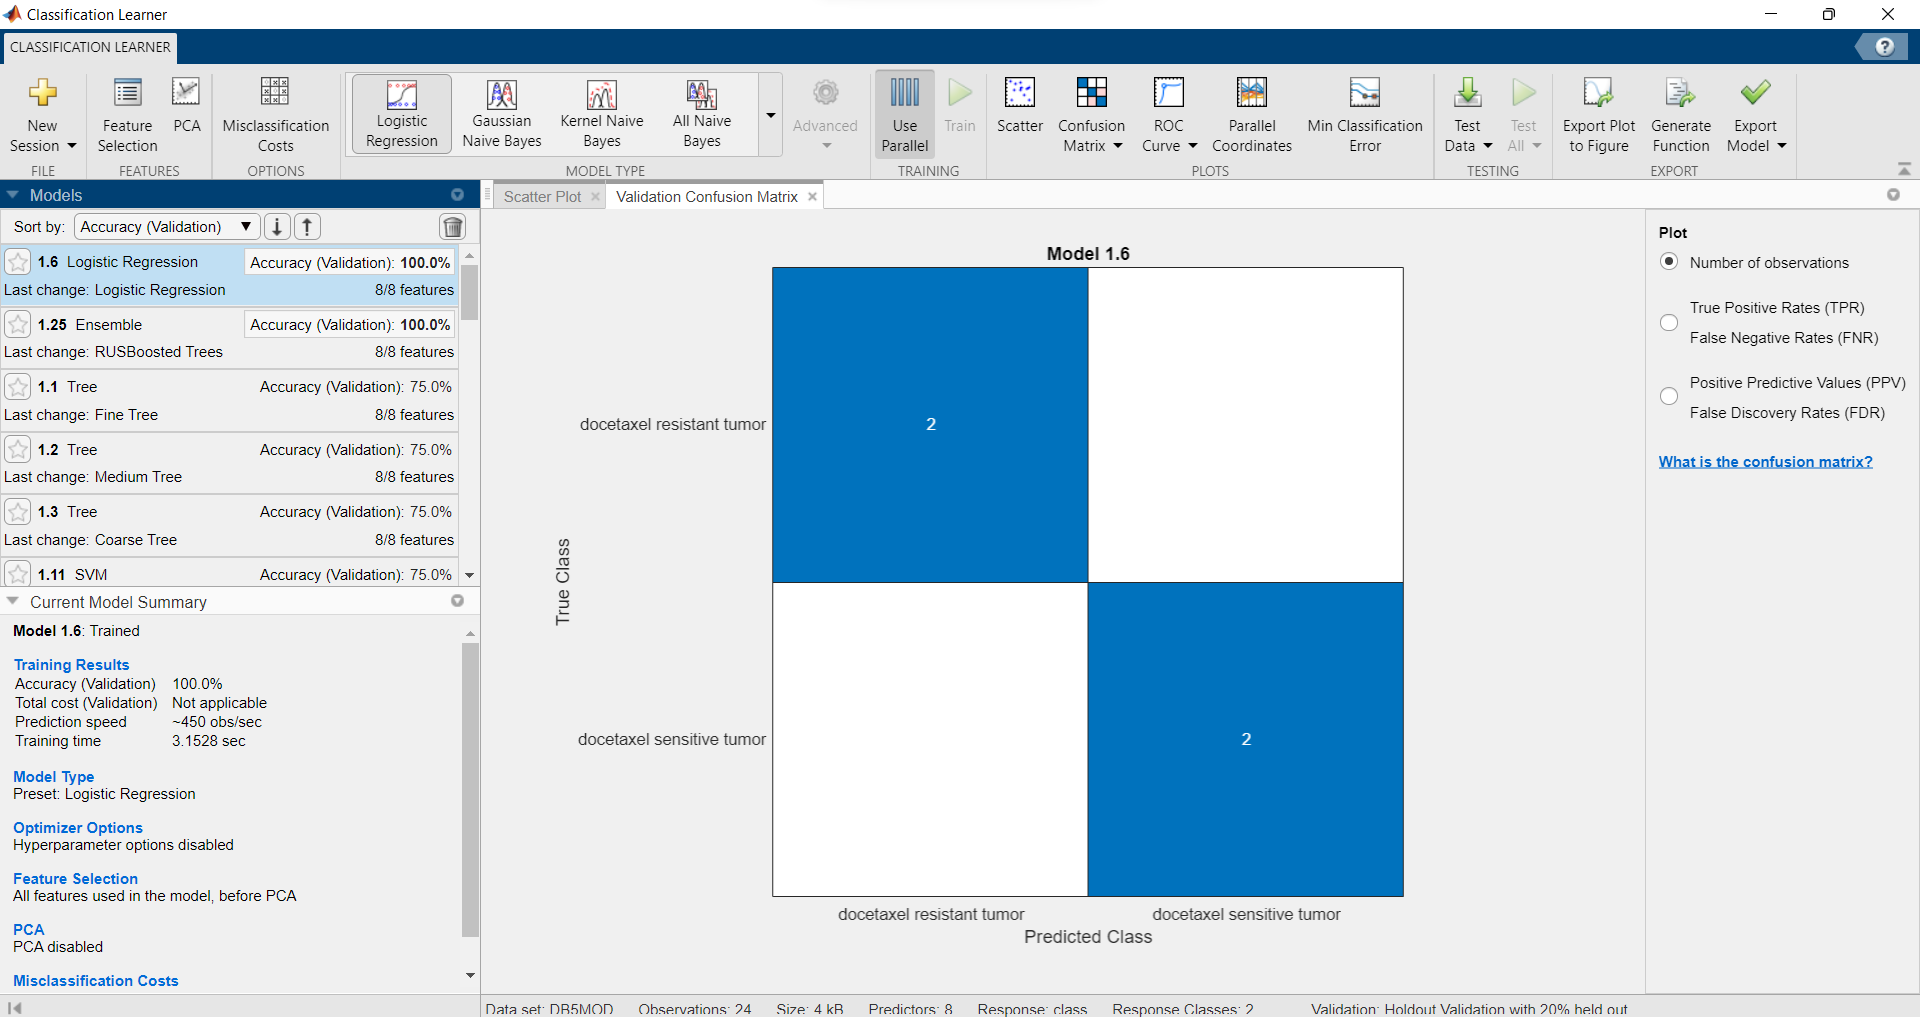 Classification Learner
CLASSIFICATION LEARNER
New Session
Feature Selection
PCA
Misclassification Costs
Logistic Regression
Gaussian Naive Bayes
Kernel Naive Bayes
All Naive Bayes
Advanced
Use Parallel
Train
Scatter
Confusion Matrix
ROC Curve
Parallel Coordinates
Min Classification Error
Test Data
Test All
Export Plot to Figure
Generate Function
Export Model
FILE
FEATURES
OPTIONS
MODEL TYPE
TRAINING
PLOTS
TESTING
EXPORT
Models
Sort by: Accuracy (Validation)
1.6 Logistic Regression Accuracy (Validation): 100.0%
Last change: Logistic Regression 8/8 features
1.25 Ensemble Accuracy (Validation): 100.0%
Last change: RUSBoosted Trees 8/8 features
1.1 Tree Accuracy (Validation): 75.0%
Last change: Fine Tree 8/8 features
1.2 Tree Accuracy (Validation): 75.0%
Last change: Medium Tree 8/8 features
1.3 Tree Accuracy (Validation): 75.0%
Last change: Coarse Tree 8/8 features
1.11 SVM Accuracy (Validation): 75.0%
Current Model Summary
Model 1.6: Trained
Training Results
Accuracy (Validation) 100.0%
Total cost (Validation) Not applicable
Prediction speed ~450 obs/sec
Training time 3.1528 sec
Model Type
Preset: Logistic Regression
Optimizer Options
Hyperparameter options disabled
Feature Selection
All features used in the model, before PCA
PCA
PCA disabled
Misclassification Costs
Scatter Plot
Validation Confusion Matrix
Model 1.6
docetaxel resistant tumor
2
True Class
docetaxel sensitive tumor
2
docetaxel resistant tumor
docetaxel sensitive tumor
Predicted Class
Plot
Number of observations
True Positive Rates (TPR)
False Negative Rates (FNR)
Positive Predictive Values (PPV)
False Discovery Rates (FDR)
What is the confusion matrix?
Data set: DB5MOD Observations: 24 Size: 4 kB Predictors: 8 Response: class Response Classes: 2 Validation: Holdout Validation with 20% held out